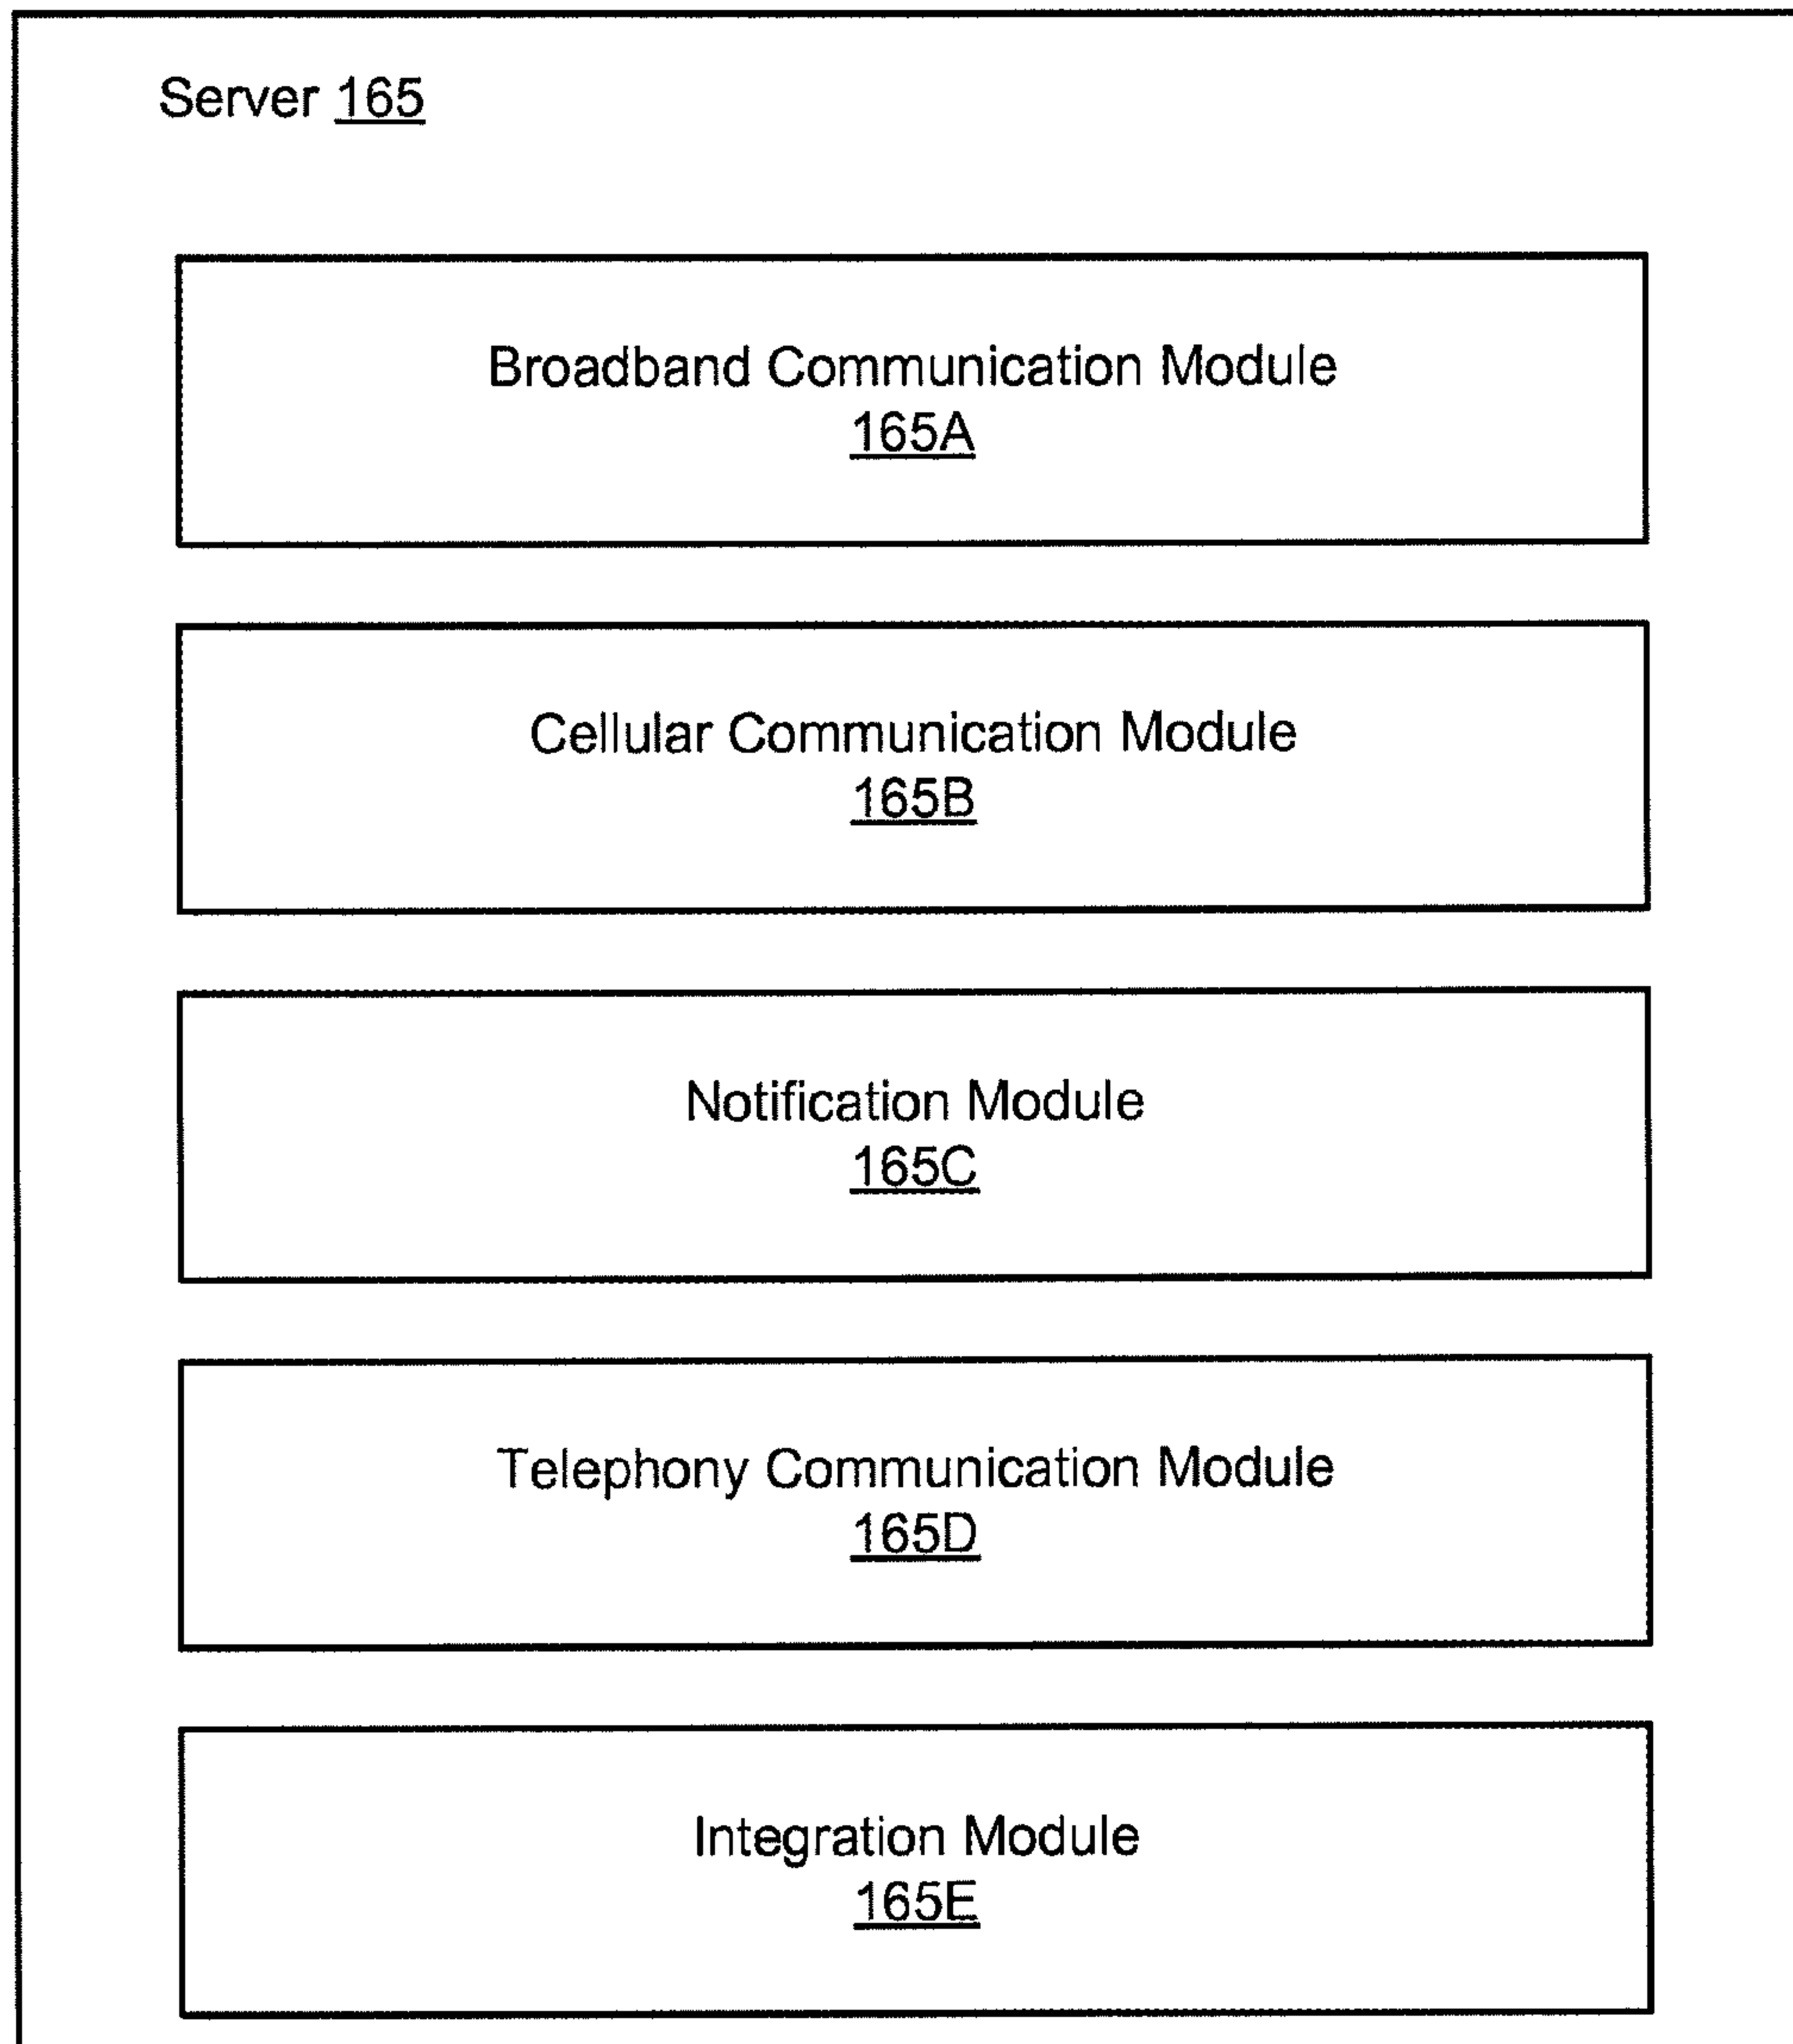 Server 165
Broadband Communication Module
165A
Cellular Communication Module
165B
Notification Module
165C
Telephony Communication Module
165D
Integration Module
165E